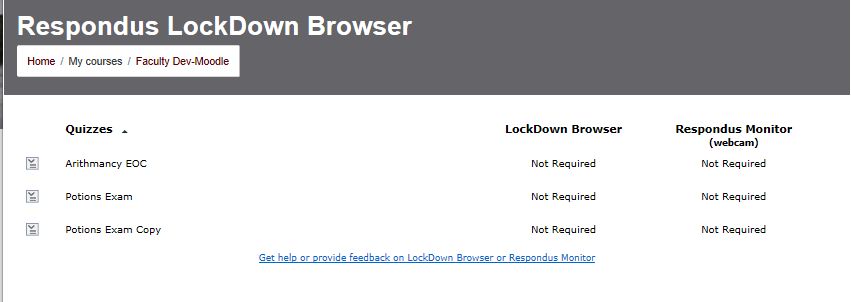 Respondus LockDown Browser
Home / My courses / Faculty Dev-Moodle
Quizzes LockDown Browser Respondus Monitor
(webcam)
Arithmancy EOC Not Required Not Required
Potions Exam Not Required Not Required
Potions Exam Copy Not Required Not Required
Get help or provide feedback on LockDown Browser or Respondus Monitor